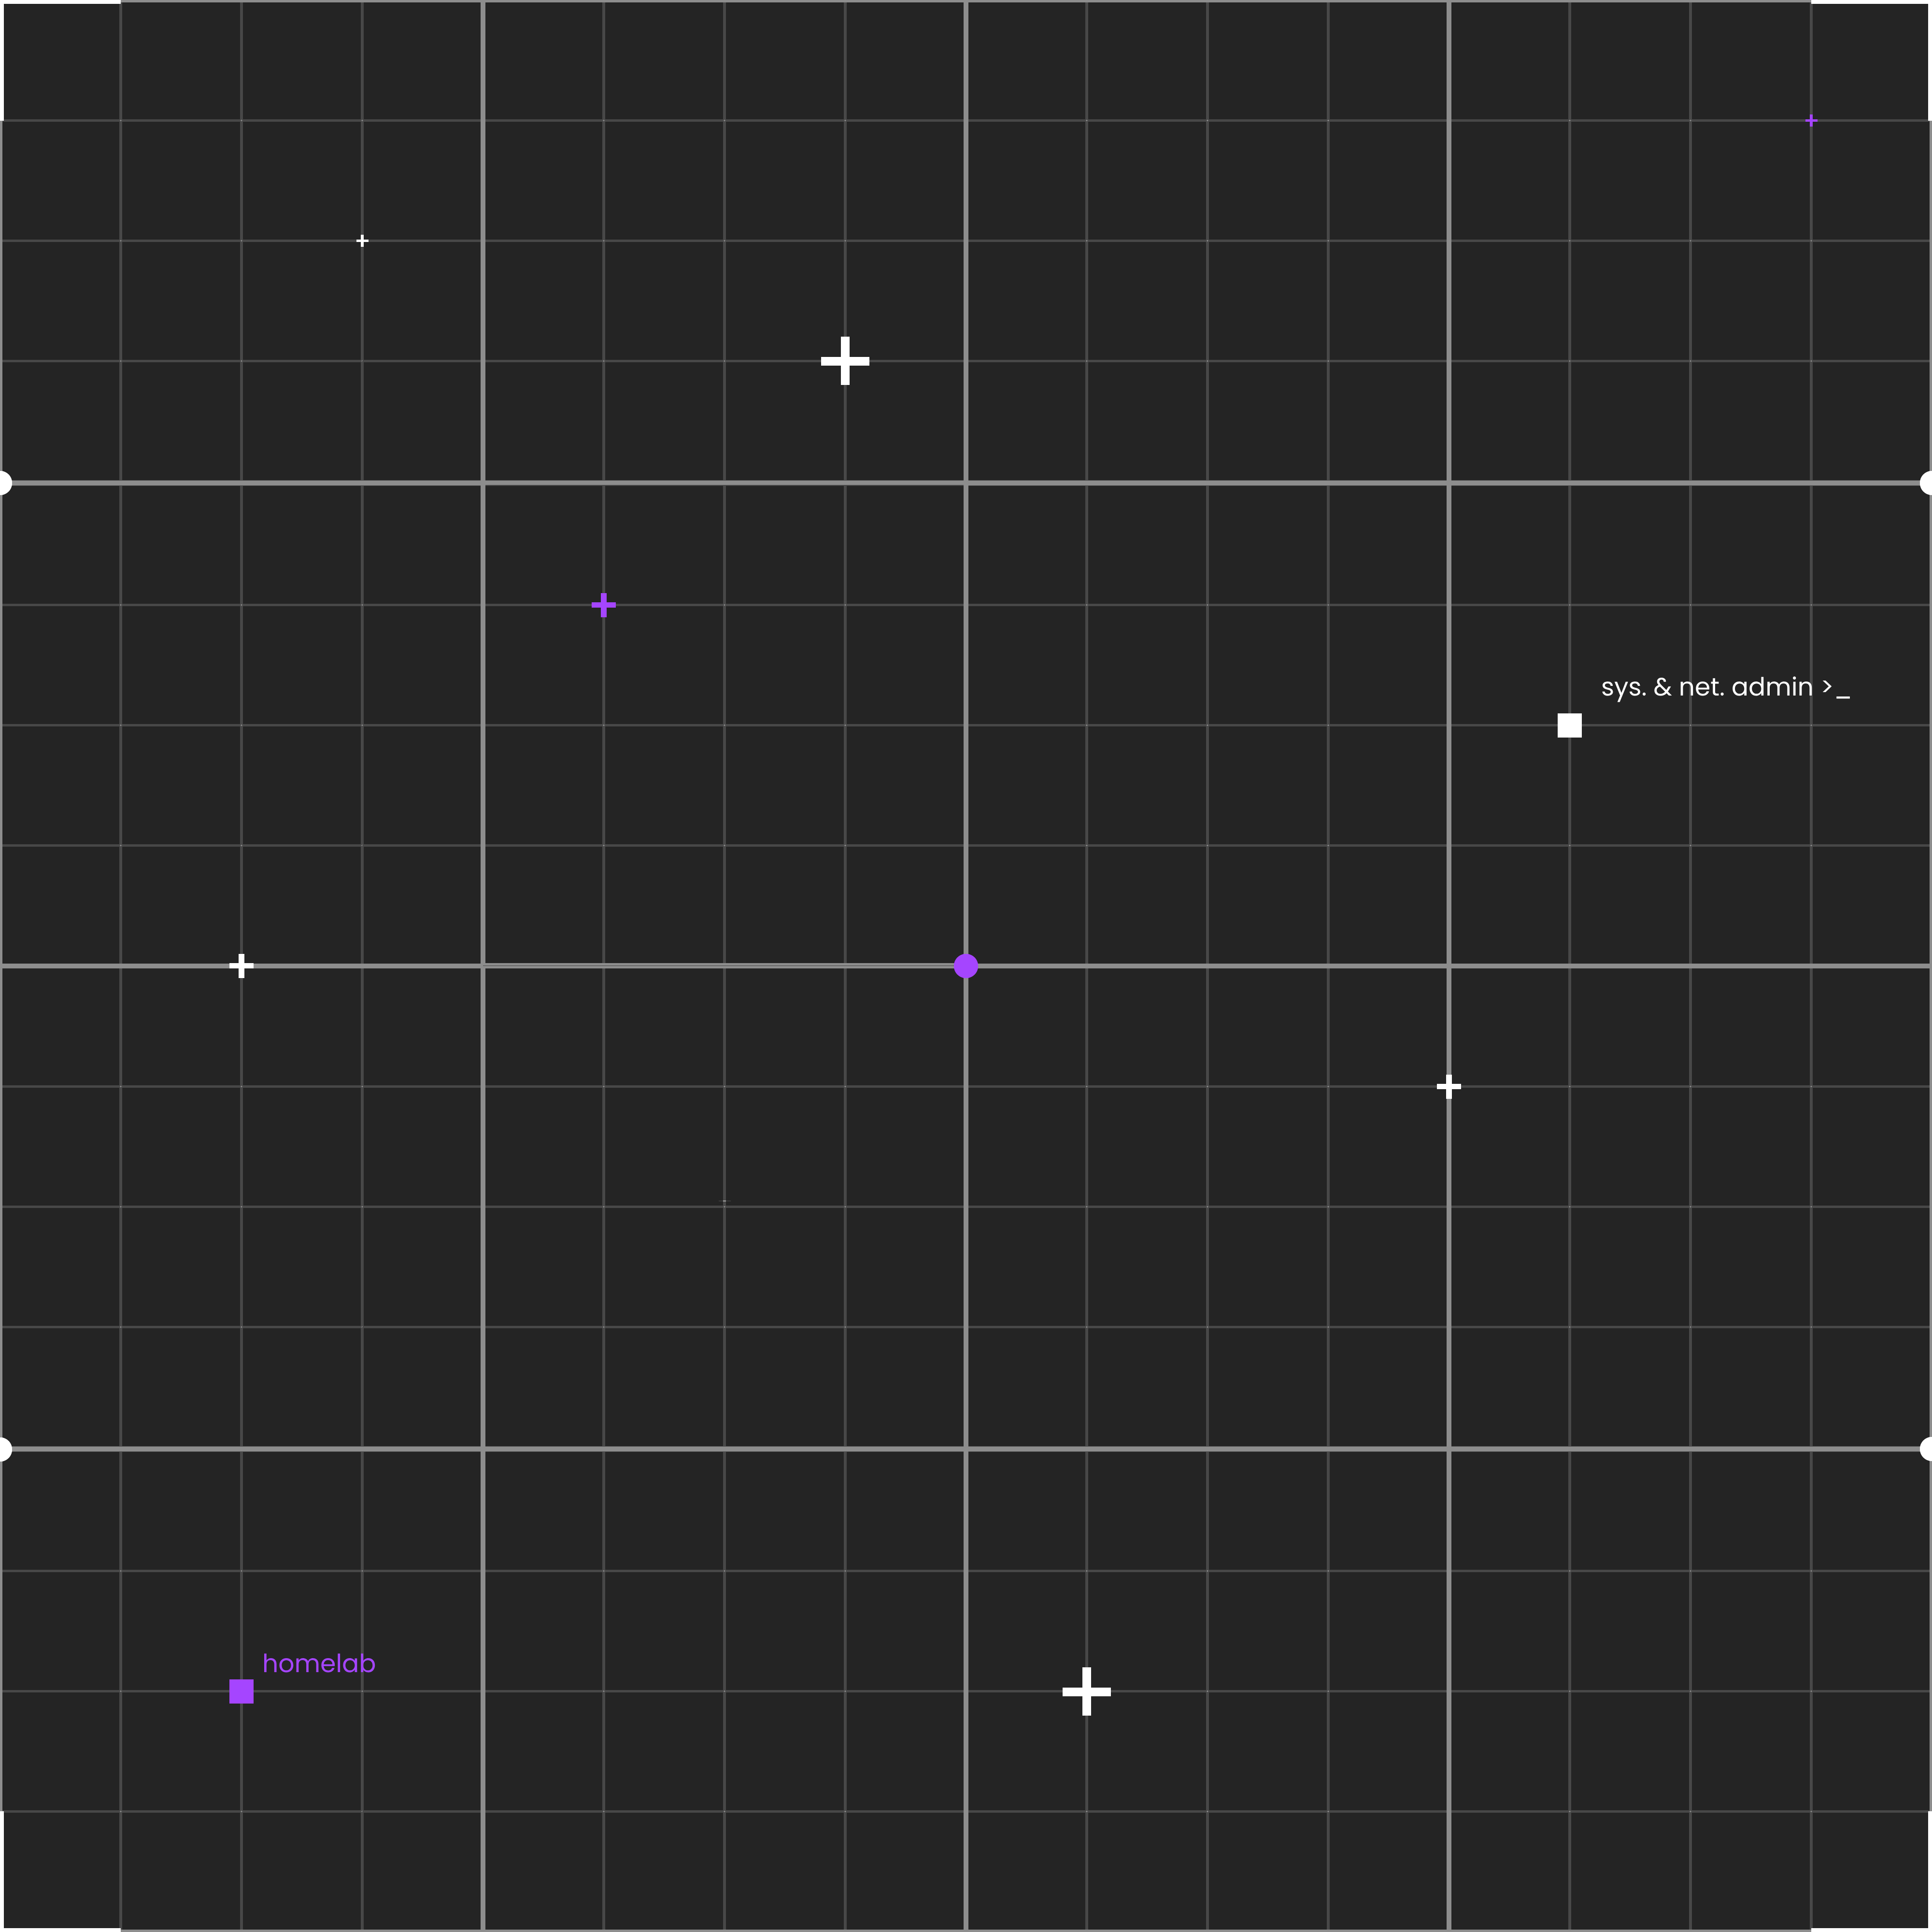 sys. & net. admin >_
homelab